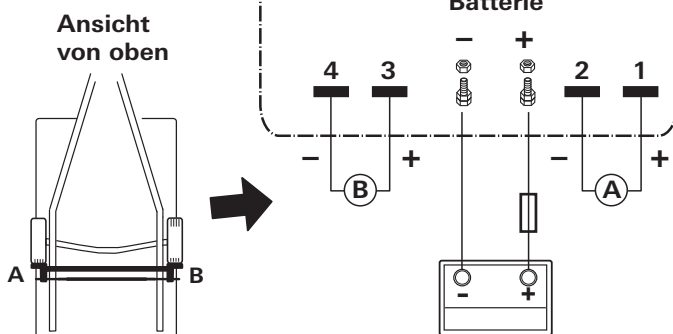 Ansicht
von oben
Batterie
– +
4 3 2 1
– + – +
B A
A B
– +